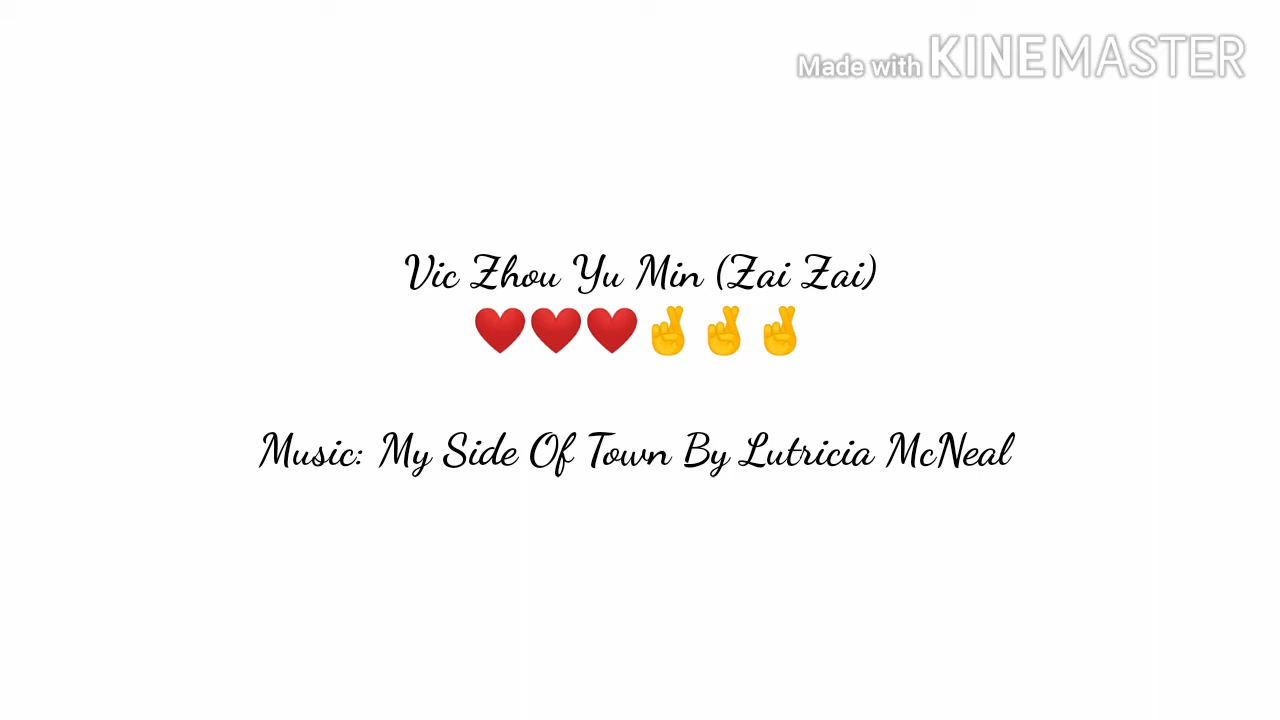 Made with KINEMASTER
Vic Zhou Yu Min (Zai Zai)
❤️❤️❤️🤞🤞🤞
Music: My Side Of Town By Lutricia McNeal